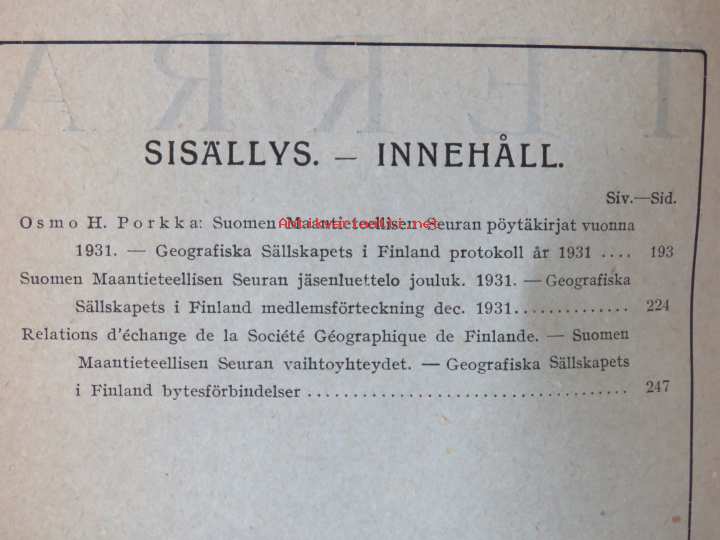 SISÄLLYS. — INNEHÅLL.
Siv.—Sid.
Osmo H. Porkka: Suomen Maantieteellisen Seuran pöytäkirjat vuonna
1931. — Geografiska Sällskapets i Finland protokoll år 1931 .... 193
Suomen Maantieteellisen Seuran jäsenluettelo jouluk. 1931. — Geografiska
Sällskapets i Finland medlemsförteckning dec. 1931.............. 224
Relations d'échange de la Société Géographique de Finlande. — Suomen
Maantieteellisen Seuran vaihtoyhteydet. — Geografiska Sällskapets
i Finland bytesförbindelser .................................... 247